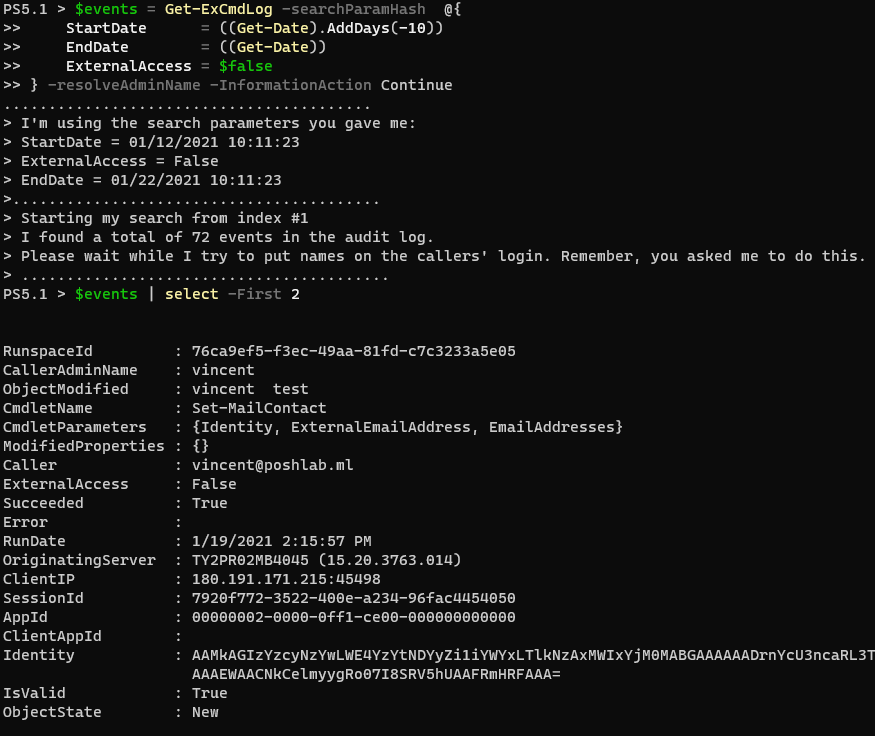 PS5.1 > $events = Get-ExCmdLog -searchParamHash  @{
>>     StartDate      = ((Get-Date).AddDays(-10))
>>     EndDate        = ((Get-Date))
>>     ExternalAccess = $false
>> } -resolveAdminName -InformationAction Continue
.........................................
> I'm using the search parameters you gave me:
> StartDate = 01/12/2021 10:11:23
> ExternalAccess = False
> EndDate = 01/22/2021 10:11:23
>.........................................
> Starting my search from index #1
> I found a total of 72 events in the audit log.
> Please wait while I try to put names on the callers' login. Remember, you asked me to do this.
> .........................................
PS5.1 > $events | select -First 2
RunspaceId         : 76ca9ef5-f3ec-49aa-81fd-c7c3233a5e05
CallerAdminName    : vincent
ObjectModified     : vincent  test
CmdletName         : Set-MailContact
CmdletParameters   : {Identity, ExternalEmailAddress, EmailAddresses}
ModifiedProperties : {}
Caller             : vincent@poshlab.ml
ExternalAccess     : False
Succeeded          : True
Error              :
RunDate            : 1/19/2021 2:15:57 PM
OriginatingServer  : TY2PR02MB4045 (15.20.3763.014)
ClientIP           : 180.191.171.215:45498
SessionId          : 7920f772-3522-400e-a234-96fac4454050
AppId              : 00000002-0000-0ff1-ce00-000000000000
ClientAppId        :
Identity           : AAMkAGIzYzcyNzYwLWE4YzYtNDYyZi1iYWYxLTlkNzAxMWIxYjM0MABGAAAAAADrnYcU3ncaRL3T
                     AAAEWAACNkCelmyygRo07I8SRV5hUAAFRmHRFAAA=
IsValid            : True
ObjectState        : New